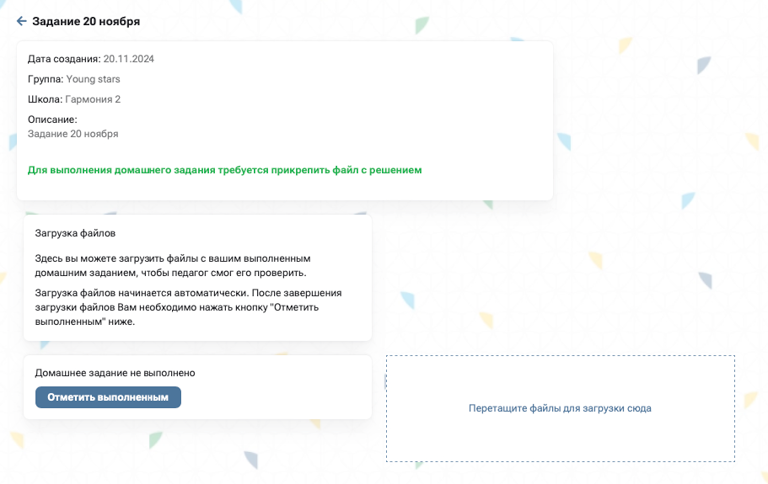 Задание 20 ноября
Дата создания: 20.11.2024
Группа: Young stars
Школа: Гармония 2
Описание:
Задание 20 ноября
Для выполнения домашнего задания требуется прикрепить файл с решением
Загрузка файлов
Здесь вы можете загрузить файлы с вашим выполненным
домашним заданием, чтобы педагог смог его проверить.
Загрузка файлов начинается автоматически. После завершения
загрузки файлов Вам необходимо нажать кнопку "Отметить
выполненным" ниже.
Домашнее задание не выполнено
Отметить выполненным
Перетащите файлы для загрузки сюда